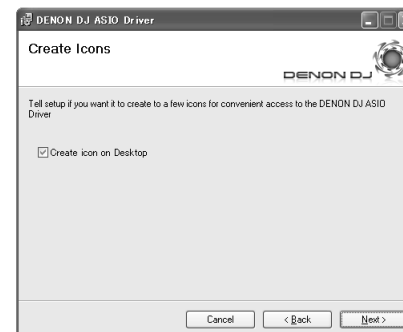 DENON DJ ASIO Driver
Create Icons
DENON DJ
Tell setup if you want it to create to a few icons for convenient access to the DENON DJ ASIO
Driver
Create icon on Desktop
Cancel
< Back
Next >